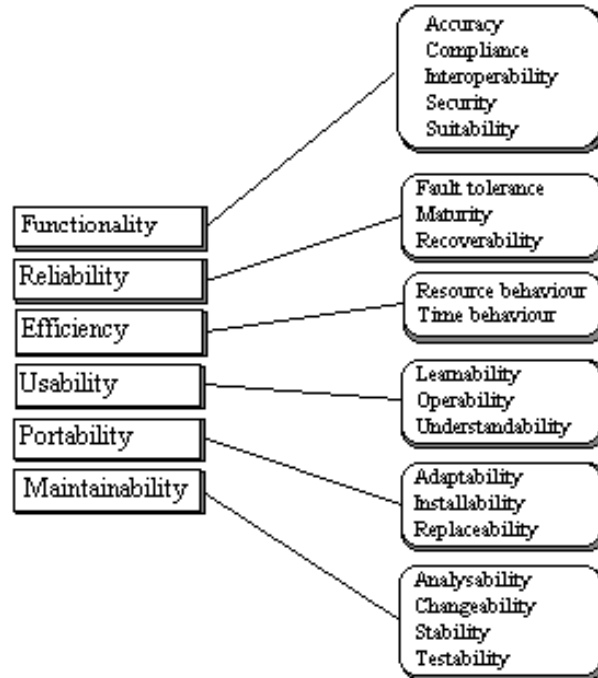 Functionality
Reliability
Efficiency
Usability
Portability
Maintainability
Accuracy
Compliance
Interoperability
Security
Suitability
Fault tolerance
Maturity
Recoverability
Resource behaviour
Time behaviour
Learnability
Operability
Understandability
Adaptability
Installability
Replaceability
Analysability
Changeability
Stability
Testability